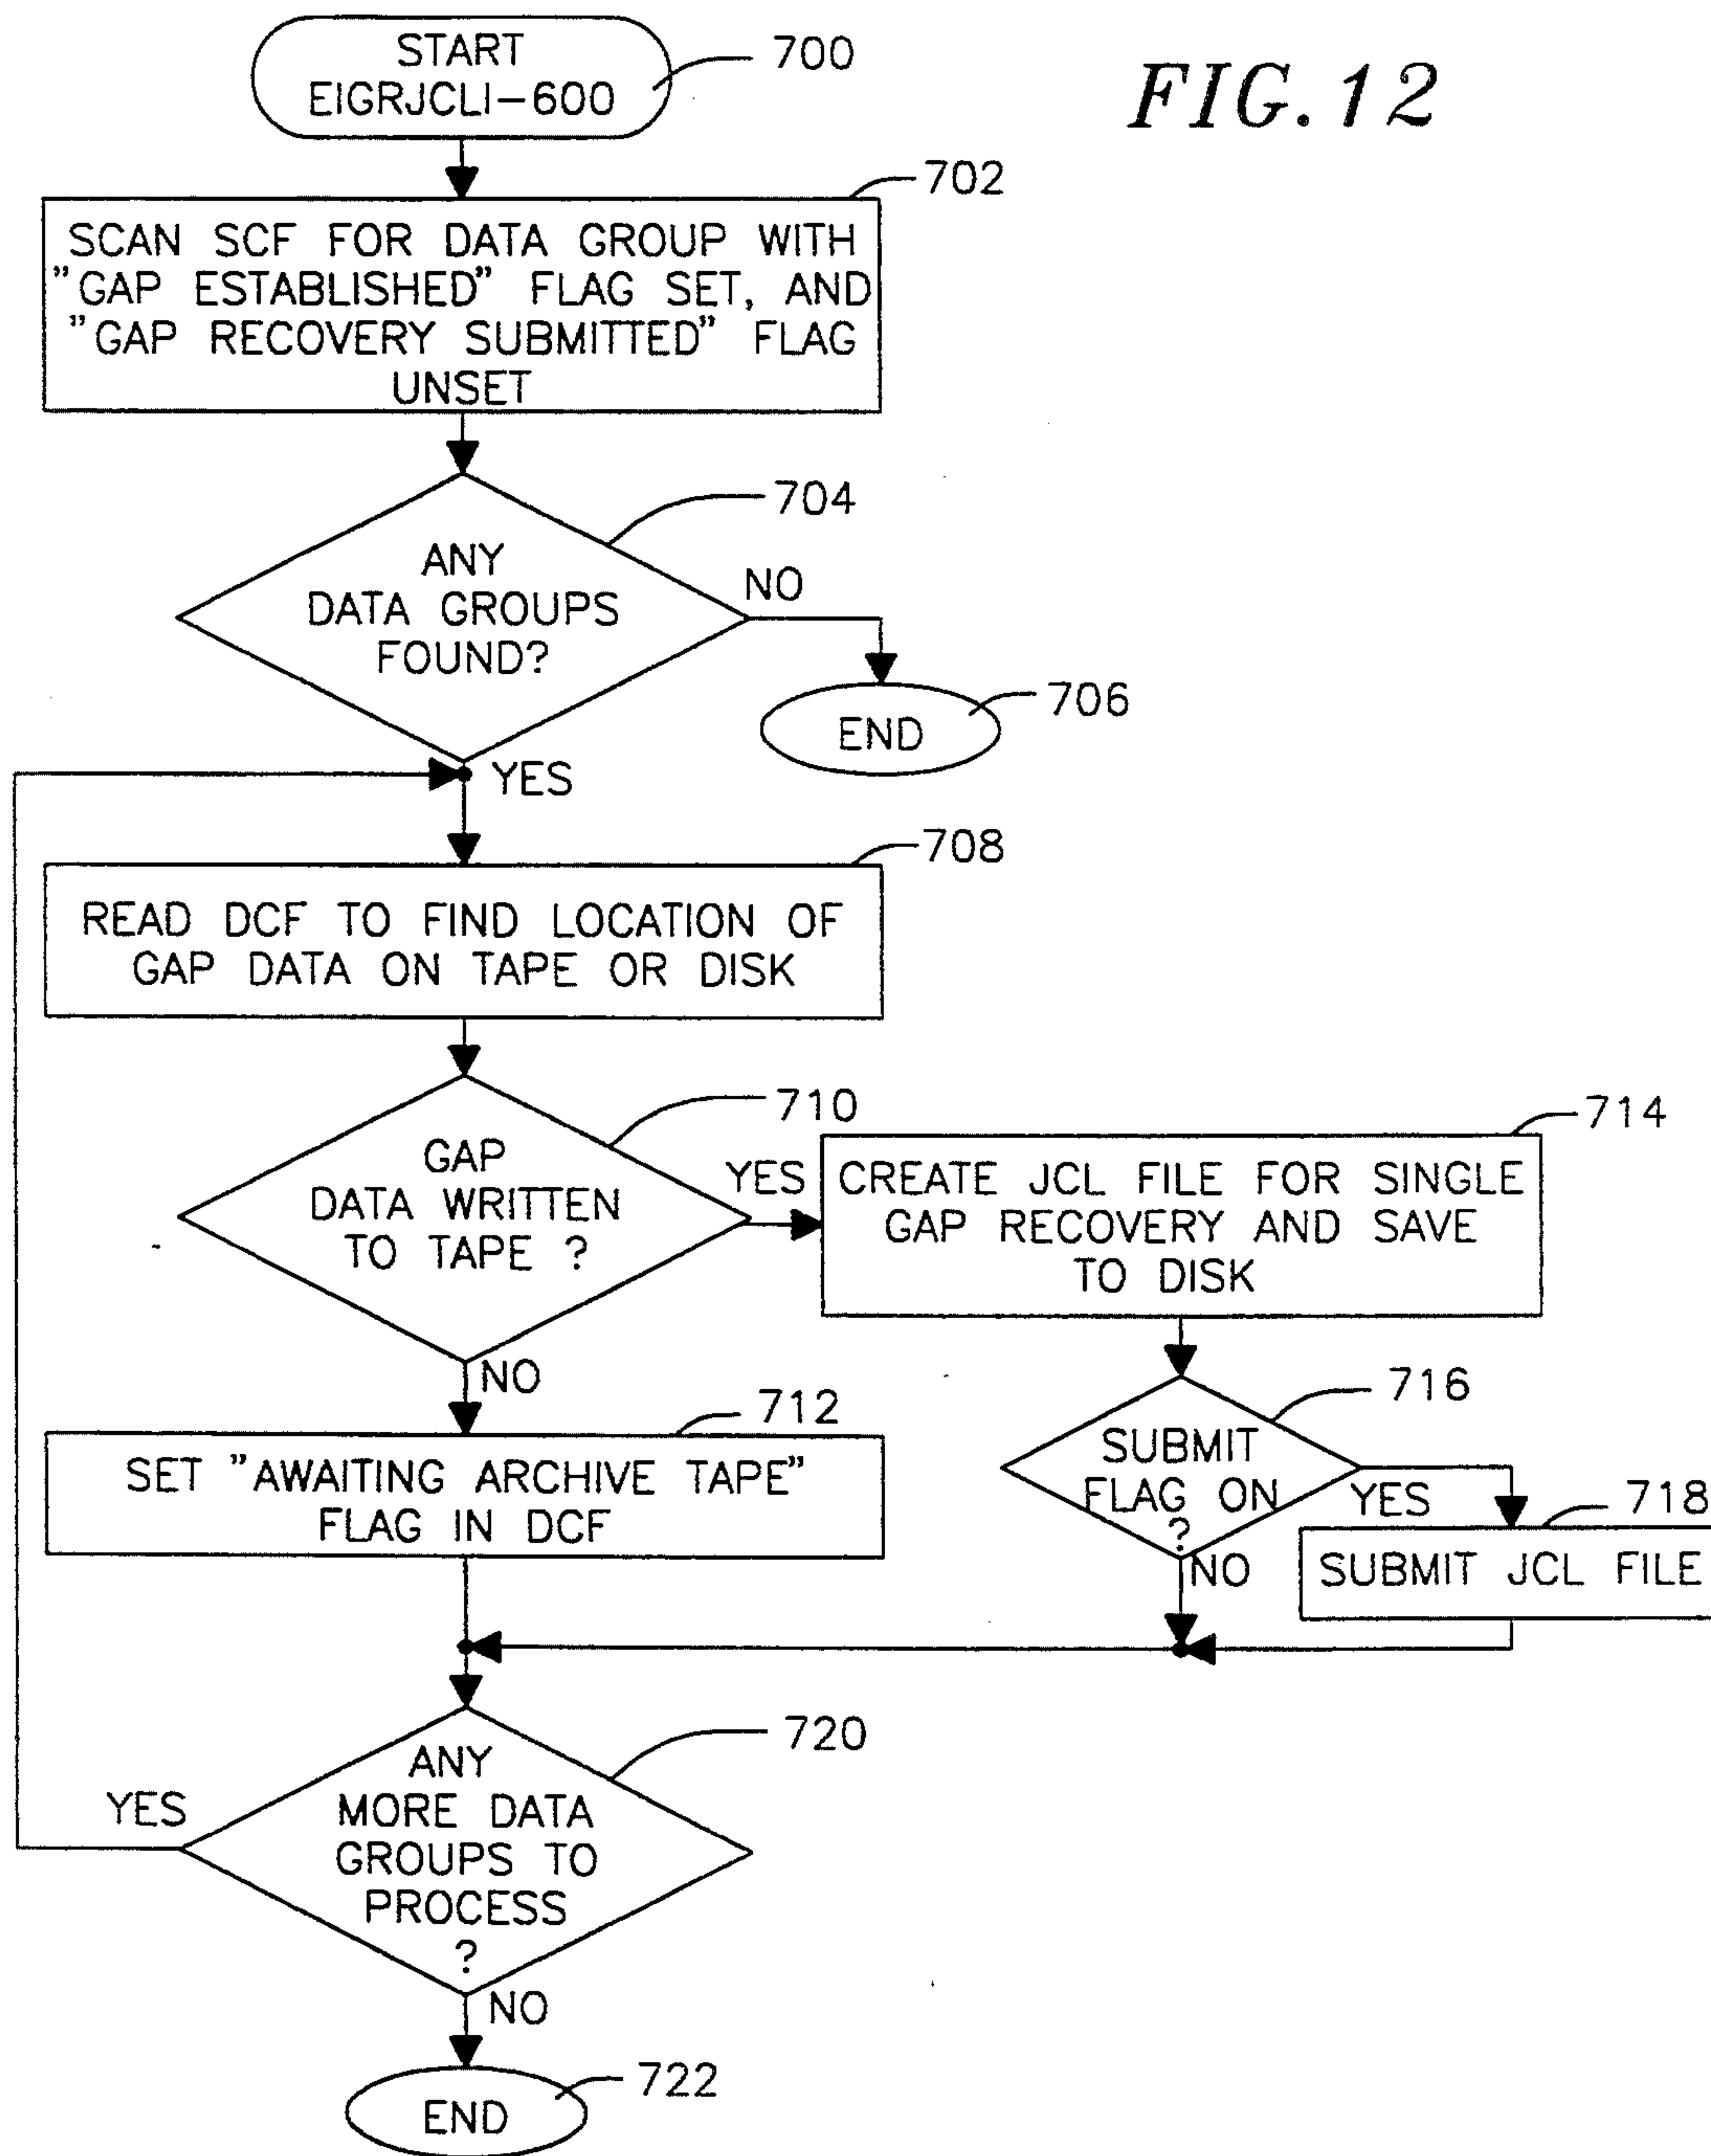 FIG.12
START
EIGRJCLI-600
700
702
SCAN SCF FOR DATA GROUP WITH
"GAP ESTABLISHED" FLAG SET, AND
"GAP RECOVERY SUBMITTED" FLAG
UNSET
704
ANY
DATA GROUPS
FOUND?
NO
706
END
YES
708
READ DCF TO FIND LOCATION OF
GAP DATA ON TAPE OR DISK
710
GAP
DATA WRITTEN
TO TAPE ?
YES
714
CREATE JCL FILE FOR SINGLE
GAP RECOVERY AND SAVE
TO DISK
NO
712
SET "AWAITING ARCHIVE TAPE"
FLAG IN DCF
716
SUBMIT
FLAG ON
?
YES
NO
718
SUBMIT JCL FILE
720
ANY
MORE DATA
GROUPS TO
PROCESS
?
YES
NO
722
END